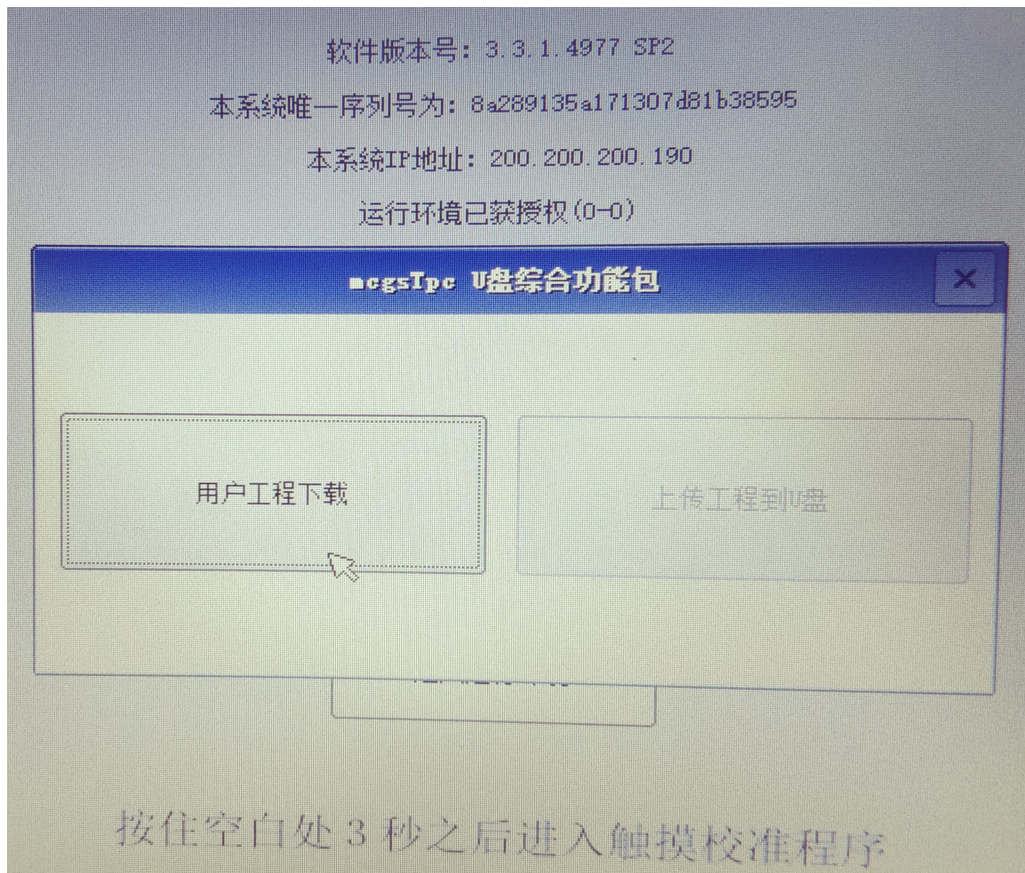 软件版本号：3.3.1.4977 SP2
本系统唯一序列号为：8a289135a171307d81b38595
本系统IP地址：200.200.200.190
运行环境已获授权(0-0)
mcgsTpc U盘综合功能包
用户工程下载
上传工程到U盘
按住空白处3秒之后进入触摸校准程序